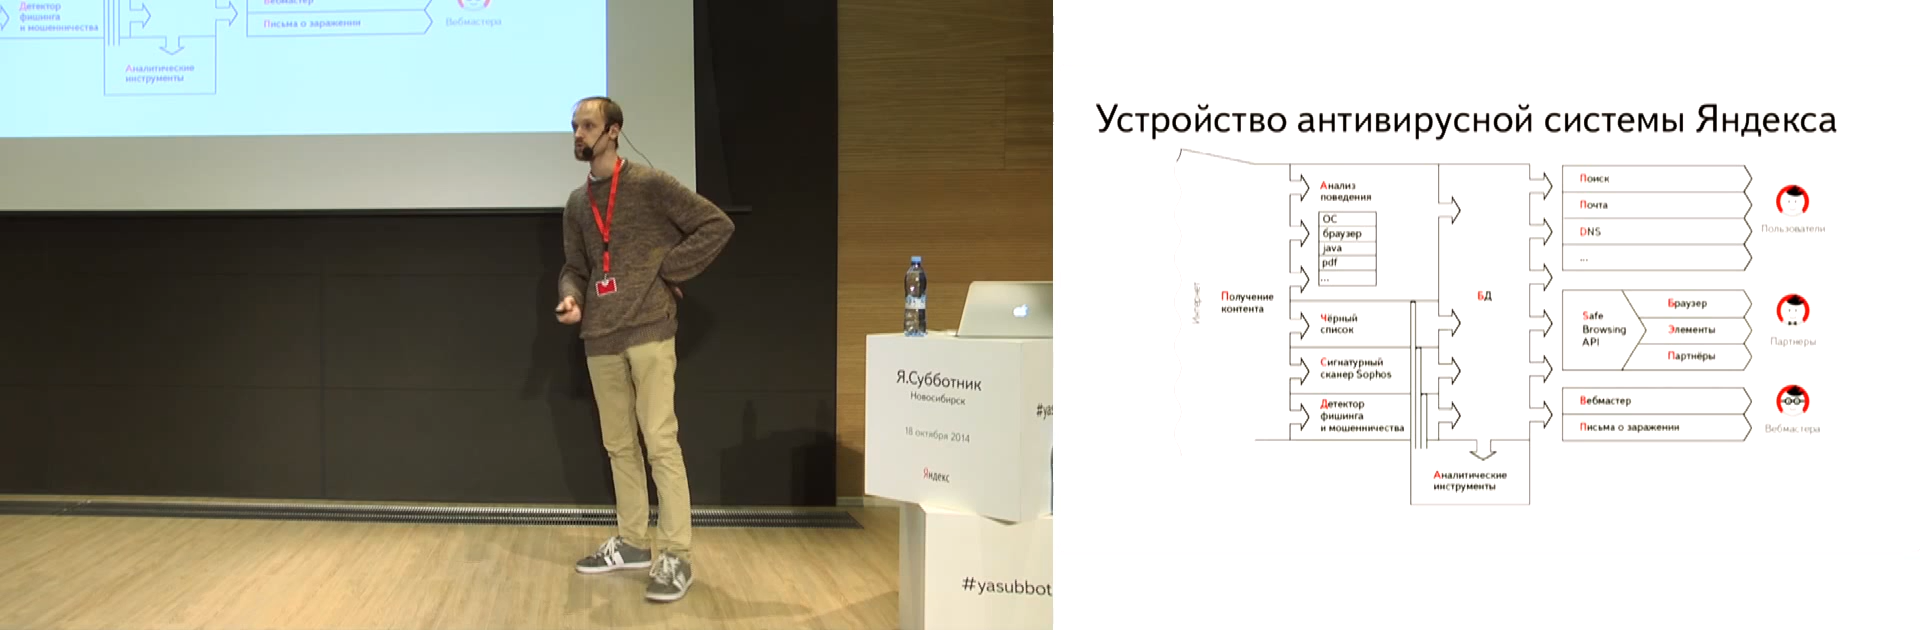 Детектор
фишинга
и мошенничества
Вебмастер
Письма о заражении
Вебмастера
Аналитические
инструменты
Я.Субботник
Новосибирск
18 октября 2014
Яндекс
#yasubbot
Устройство антивирусной системы Яндекса
Интернет
Получение
контента
Анализ
поведения
ОС
браузер
java
pdf
...
Чёрный
список
Сигнатурный
сканер Sophos
Детектор
фишинга
и мошенничества
БД
Аналитические
инструменты
Поиск
Почта
DNS
...
Пользователи
Safe
Browsing
API
Браузер
Элементы
Партнёры
Партнеры
Вебмастер
Письма о заражении
Вебмастера